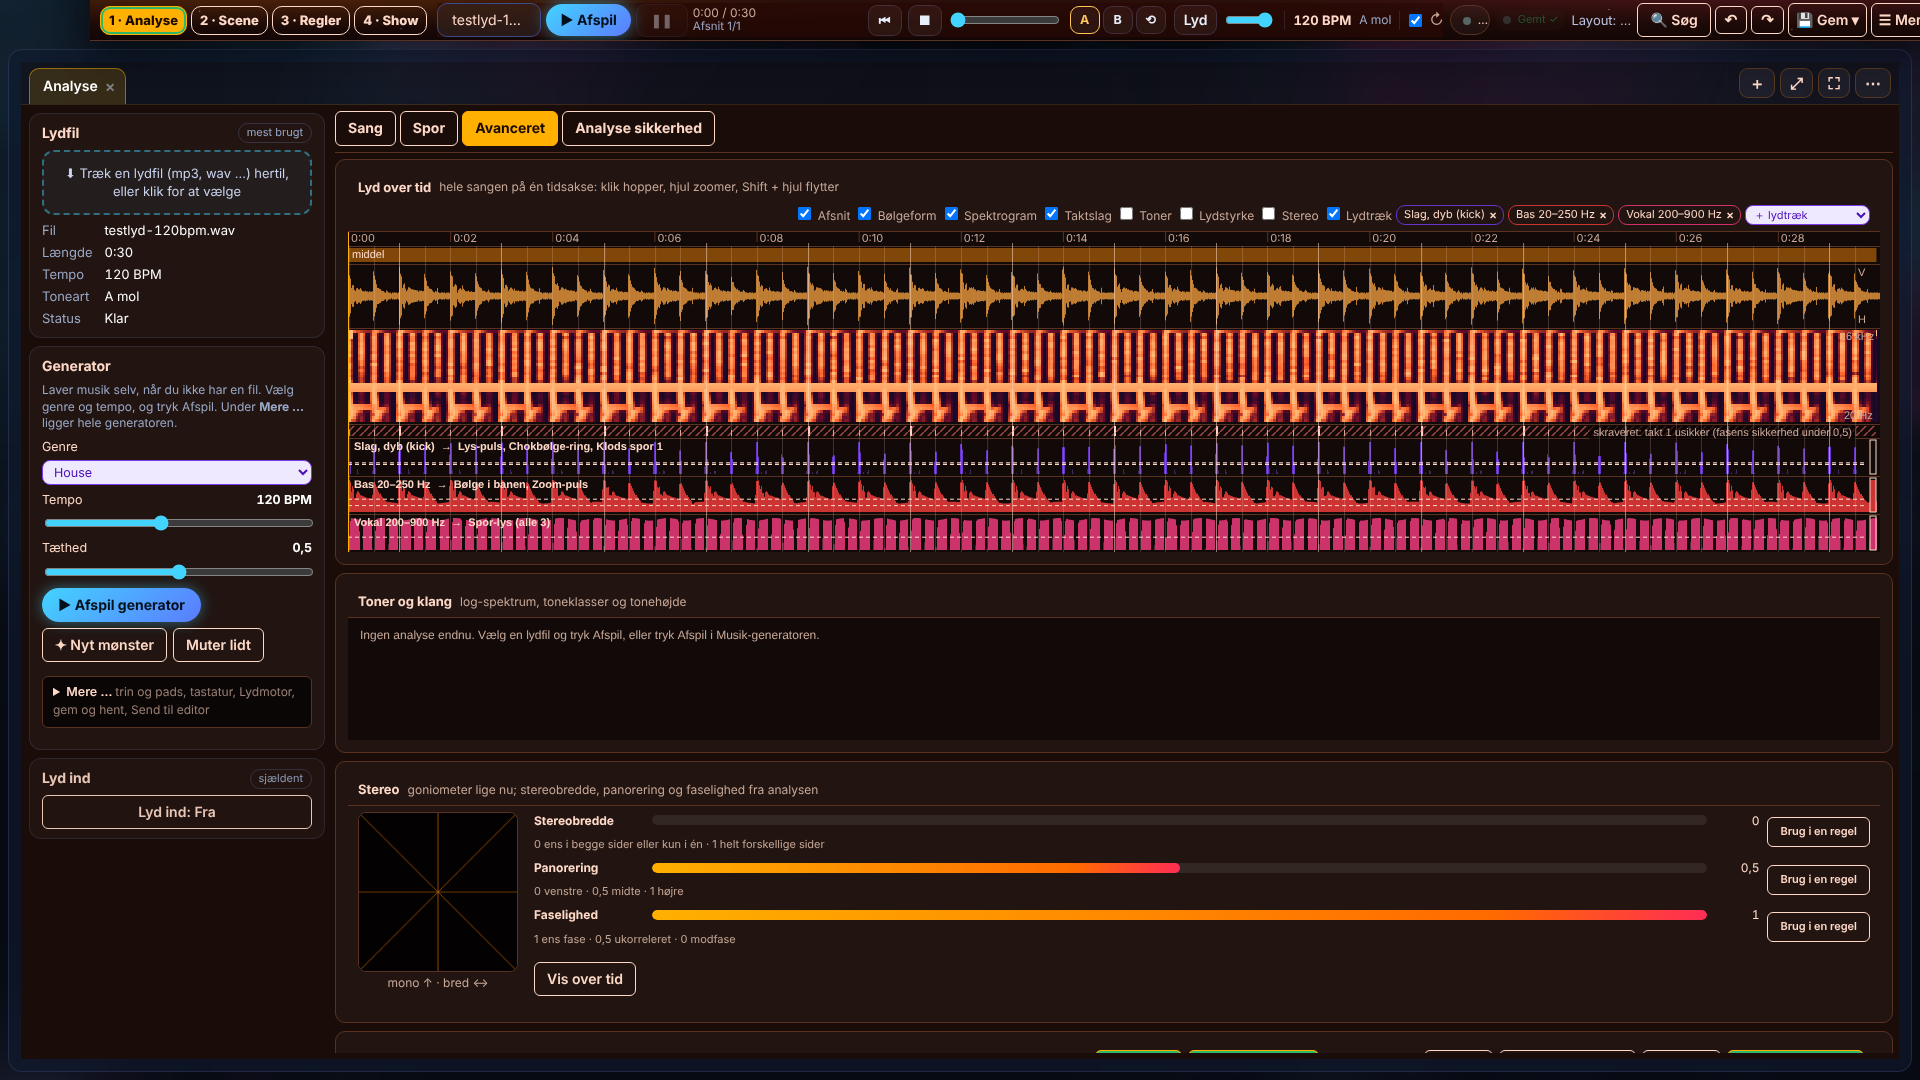 1 · Analyse 2 · Scene 3 · Regler 4 · Show testlyd-1... ▶ Afspil 0:00 / 0:30 A B Lyd 120 BPM A mol ... Gemt ✓ Layout: ... 🔍 Søg 💾 Gem ▾ ☰ Mer
Afsnit 1/1
Analyse ×
Lydfil mest brugt
⬇ Træk en lydfil (mp3, wav ...) hertil,
eller klik for at vælge
Fil testlyd-120bpm.wav
Længde 0:30
Tempo 120 BPM
Toneart A mol
Status Klar
Generator
Laver musik selv, når du ikke har en fil. Vælg
genre og tempo, og tryk Afspil. Under Mere ...
ligger hele generatoren.
Genre
House
Tempo 120 BPM
Tæthed 0,5
▶ Afspil generator
✦ Nyt mønster Muter lidt
▶ Mere ... trin og pads, tastatur, Lydmotor,
gem og hent, Send til editor
Lyd ind sjældent
Lyd ind: Fra
Sang Spor Avanceret Analyse sikkerhed
Lyd over tid hele sangen på én tidsakse: klik hopper, hjul zoomer, Shift + hjul flytter
Afsnit Bølgeform Spektrogram Taktslag Toner Lydstyrke Stereo Lydtræk Slag, dyb (kick) × Bas 20–250 Hz × Vokal 200–900 Hz × + lydtræk
0:00 0:02 0:04 0:06 0:08 0:10 0:12 0:14 0:16 0:18 0:20 0:22 0:24 0:26 0:28
middel
V
H
20 Hz
skraveret: takt 1 usikker (fasens sikkerhed under 0,5)
Slag, dyb (kick) → Lys-puls, Chokbølge-ring, Klods spor 1
Bas 20–250 Hz → Bølge i banen, Zoom-puls
Vokal 200–900 Hz → Spor-lys (alle 3)
Toner og klang log-spektrum, toneklasser og tonehøjde
Ingen analyse endnu. Vælg en lydfil og tryk Afspil, eller tryk Afspil i Musik-generatoren.
Stereo goniometer lige nu; stereobredde, panorering og faselighed fra analysen
Stereobredde 0 Brug i en regel
0 ens i begge sider eller kun i én · 1 helt forskellige sider
Panorering 0,5 Brug i en regel
0 venstre · 0,5 midte · 1 højre
Faselighed 1 Brug i en regel
1 ens fase · 0,5 ukorreleret · 0 modfase
Vis over tid
mono ↑ · bred ↔